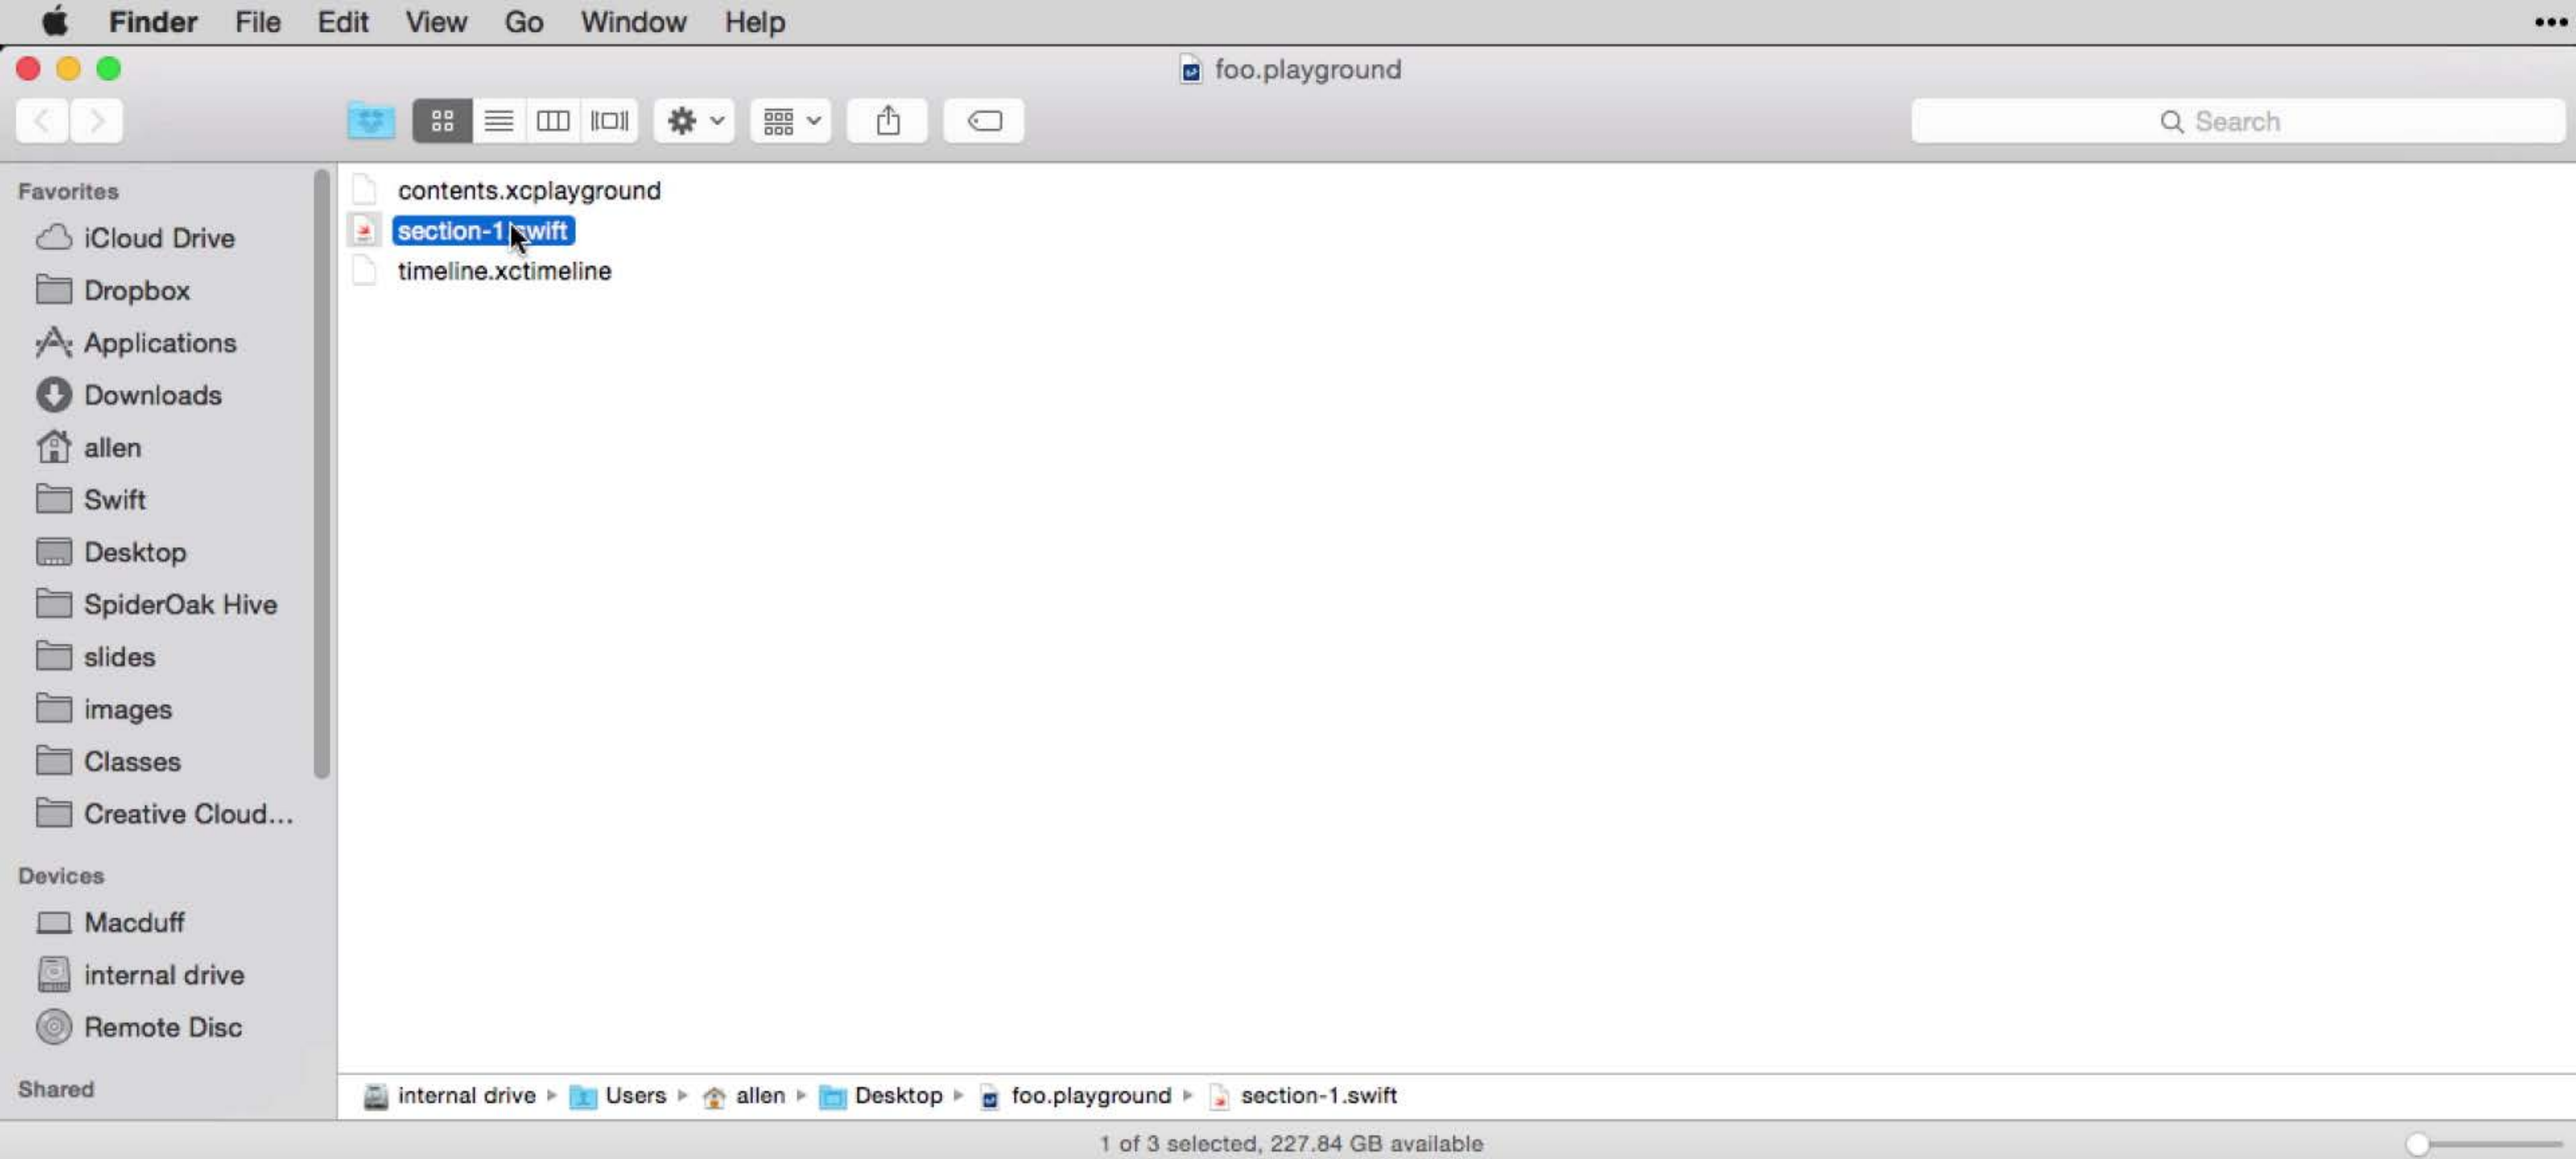 Finder File Edit View Go Window Help
foo.playground
Search
Favorites
iCloud Drive
Dropbox
Applications
Downloads
allen
Swift
Desktop
SpiderOak Hive
slides
images
Classes
Creative Cloud...
Devices
Macduff
internal drive
Remote Disc
Shared
contents.xcplayground
section-1.swift
timeline.xctimeline
internal drive Users allen Desktop foo.playground section-1.swift
1 of 3 selected, 227.84 GB available